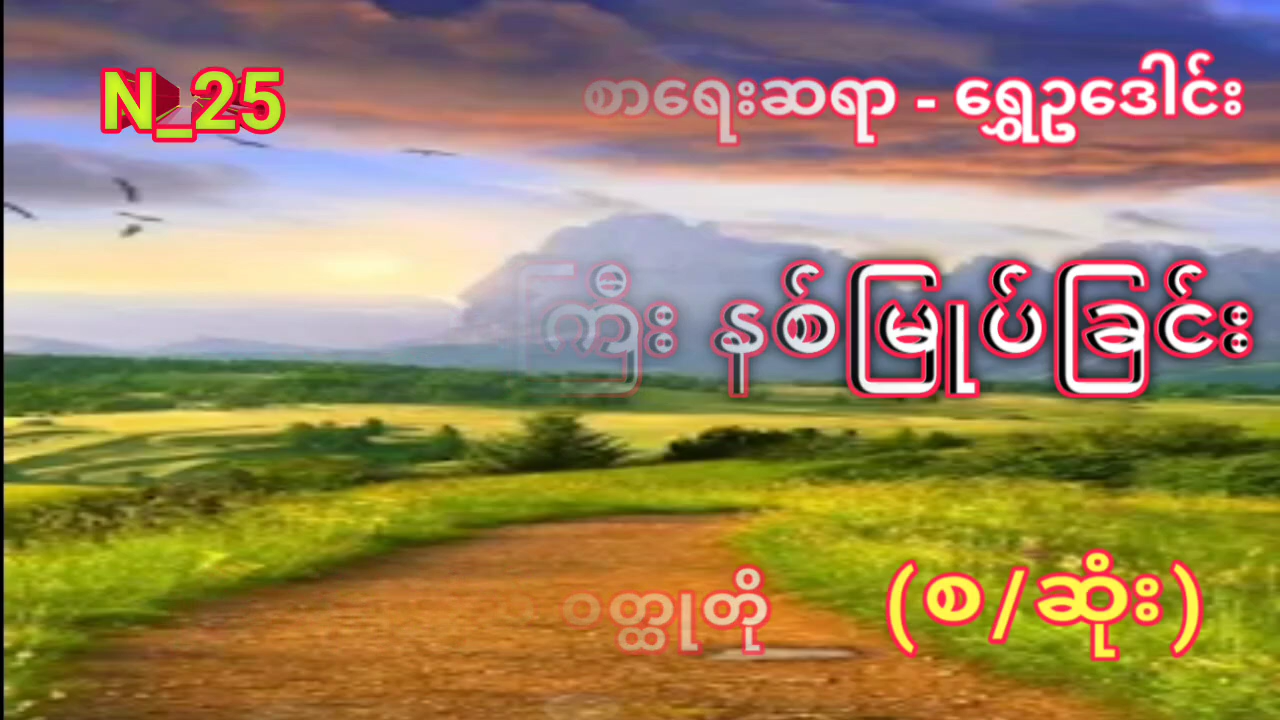 N_25
စာရေးဆရာ - ရွှေဥဒေါင်း
ကြီး နစ်မြုပ်ခြင်း
ဝတ္ထုတို (စ/ဆုံး)